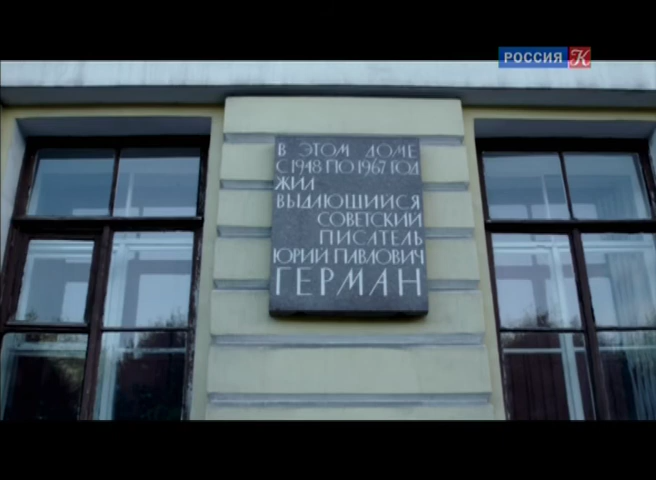 РОССИЯ К
В ЭТОМ ДОМЕ
С 1948 ПО 1967 ГОД
ЖИЛ
ВЫДАЮЩИЙСЯ
СОВЕТСКИЙ
ПИСАТЕЛЬ
ЮРИЙ ПАВЛОВИЧ
ГЕРМАН